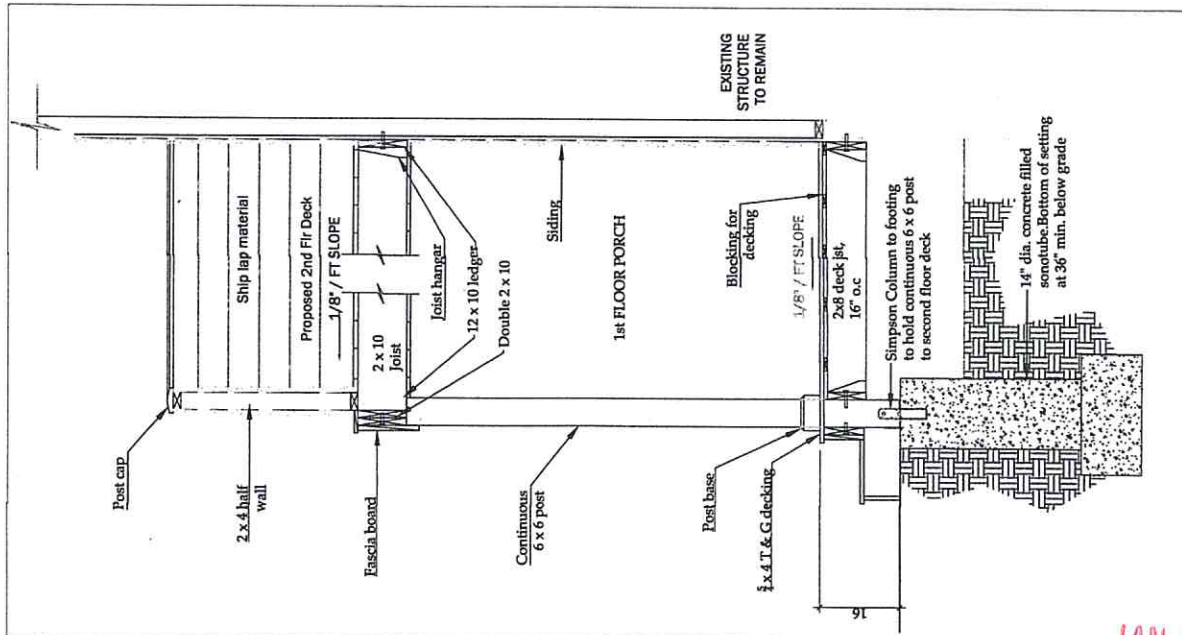 Post cap
2 x 4 half
wall
Fascia board
Continuous
6 x 6 post
Post base
5/4 x 4 T & G decking
16
Ship lap material
Proposed 2nd Flr Deck
1/8" / FT SLOPE
2 x 10
Joist
Joist hangar
12 x 10 ledger
Double 2 x 10
Siding
1st FLOOR PORCH
Blocking for
decking
1/8" / FT SLOPE
2x8 deck jst,
16" o.c
Simpson Column to footing
to hold continuous 6 x 6 post
to second floor deck
EXISTING
STRUCTURE
TO REMAIN
14" dia. concrete filled
sonotube.Bottom of setting
at 36" min. below grade